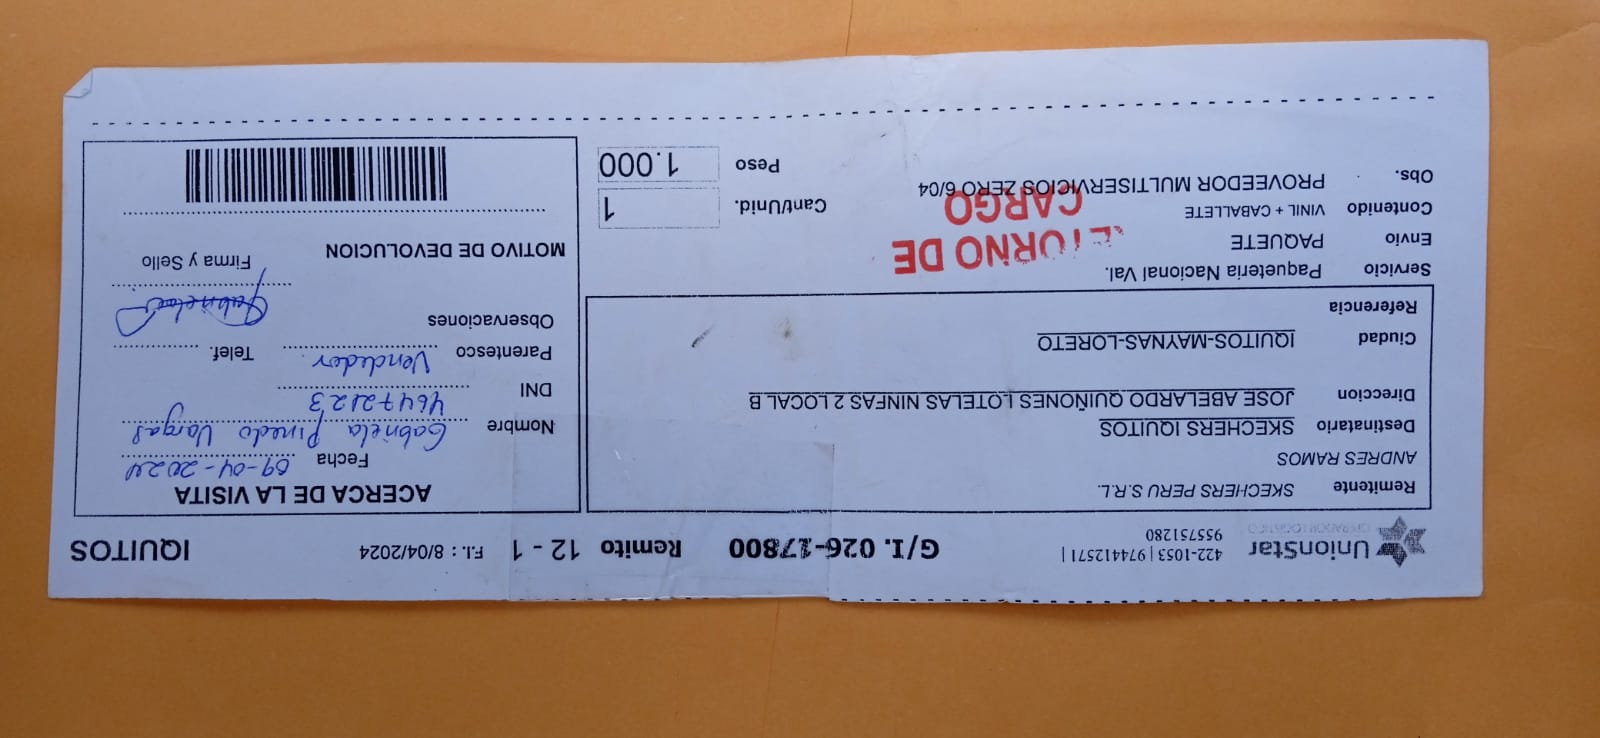 UnionStar
OPERADOR LOGISTICO
422-1053 | 974412571 |
955751280
G/I. 026-17800
Remito 12 - 1
F.I. : 8/04/2024
IQUITOS
Remitente SKECHERS PERU S.R.L.
ANDRES RAMOS
Destinatario SKECHERS IQUITOS
Direccion JOSE ABELARDO QUIÑONES LOTELAS NINFAS 2 LOCAL B
Ciudad IQUITOS-MAYNAS-LORETO
Referencia
Servicio Paqueteria Nacional Val.
Envio PAQUETE
Contenido VINIL + CABALLETE
Obs. PROVEEDOR MULTISERVICIOS ZERO 6/04
RETORNO DE
CARGO
Cant/Unid. 1
Peso 1.000
ACERCA DE LA VISITA
Fecha 09-04-2024
Nombre Gabriela Pinedo Vargas
DNI 46472123
Parentesco Vendedor. Telef.
Observaciones
Gabriela
Firma y Sello
MOTIVO DE DEVOLUCION